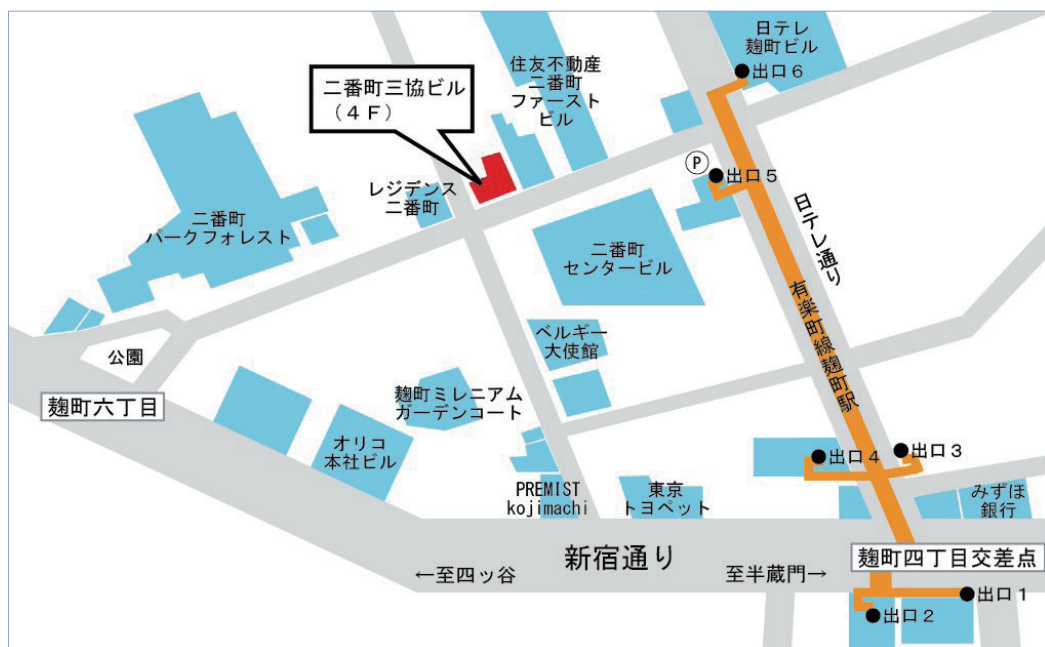 日テレ
麹町ビル
出口６
住友不動産
二番町
ファースト
ビル
二番町三協ビル
（４Ｆ）
Ｐ
出口５
レジデンス
二番町
二番町
パークフォレスト
日テレ通り
二番町
センタービル
有楽町線麹町駅
ベルギー
大使館
公園
麹町六丁目
麹町ミレニアム
ガーデンコート
オリコ
本社ビル
出口４
出口３
PREMIST
kojimachi
東京
トヨペット
みずほ
銀行
新宿通り
麹町四丁目交差点
←至四ッ谷
至半蔵門→
出口１
出口２